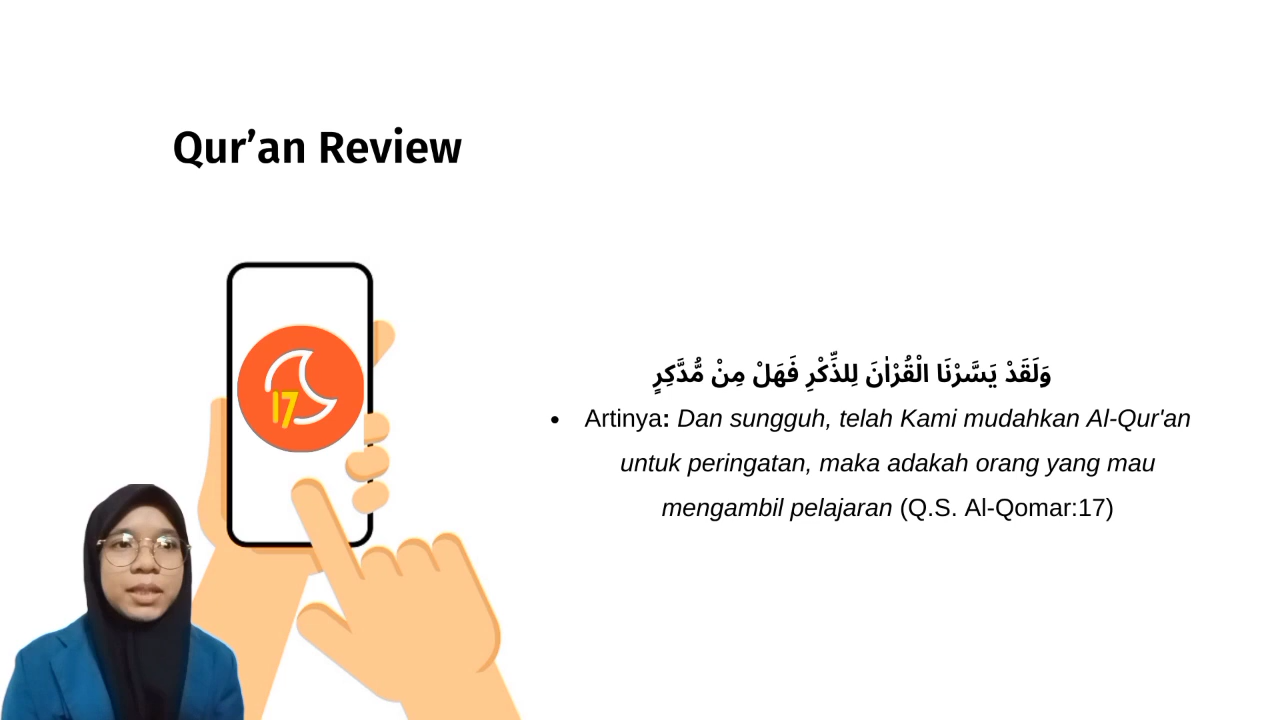 Qur’an Review
17
وَلَقَدْ يَسَّرْنَا الْقُرْاٰنَ لِلذِّكْرِ فَهَلْ مِنْ مُّدَّكِرٍ
• Artinya: Dan sungguh, telah Kami mudahkan Al-Qur'an
untuk peringatan, maka adakah orang yang mau
mengambil pelajaran (Q.S. Al-Qomar:17)